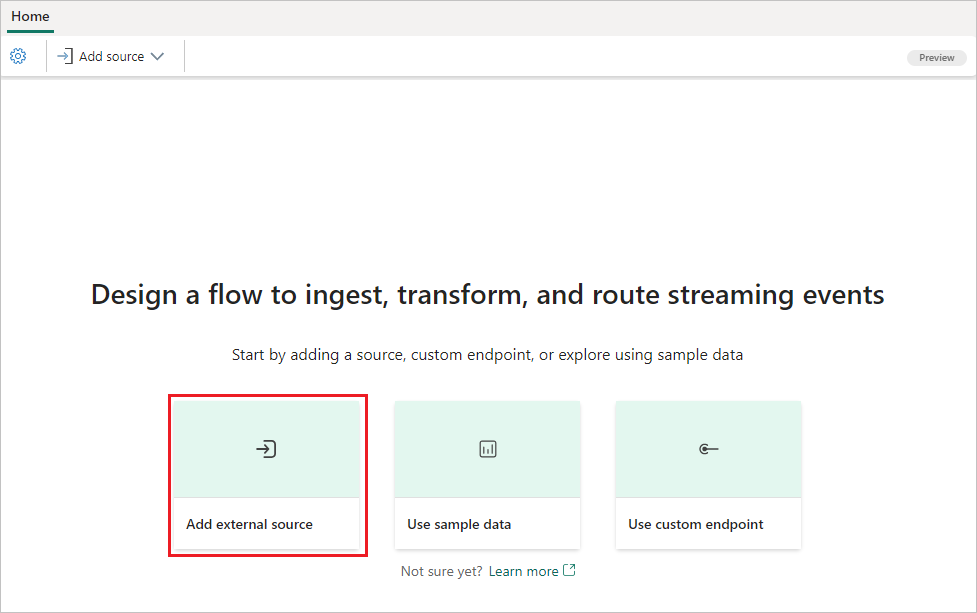 Home
Add source
Preview
Design a flow to ingest, transform, and route streaming events
Start by adding a source, custom endpoint, or explore using sample data
Add external source
Use sample data
Use custom endpoint
Not sure yet? Learn more